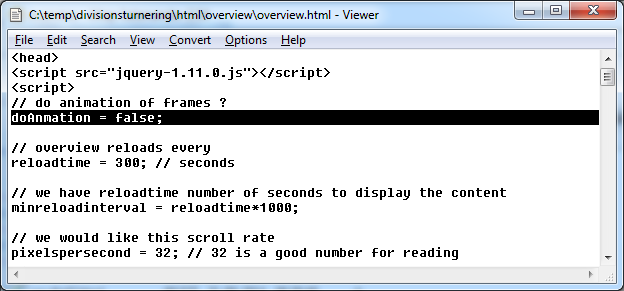 C:\temp\divisionsturnering\html\overview\overview.html - Viewer
File Edit Search View Convert Options Help
<head>
<script src="jquery-1.11.0.js"></script>
<script>
// do animation of frames ?
doAnmation = false;
// overview reloads every
reloadtime = 300; // seconds
// we have reloadtime number of seconds to display the content
minreloadinterval = reloadtime*1000;
// we would like this scroll rate
pixelspersecond = 32; // 32 is a good number for reading